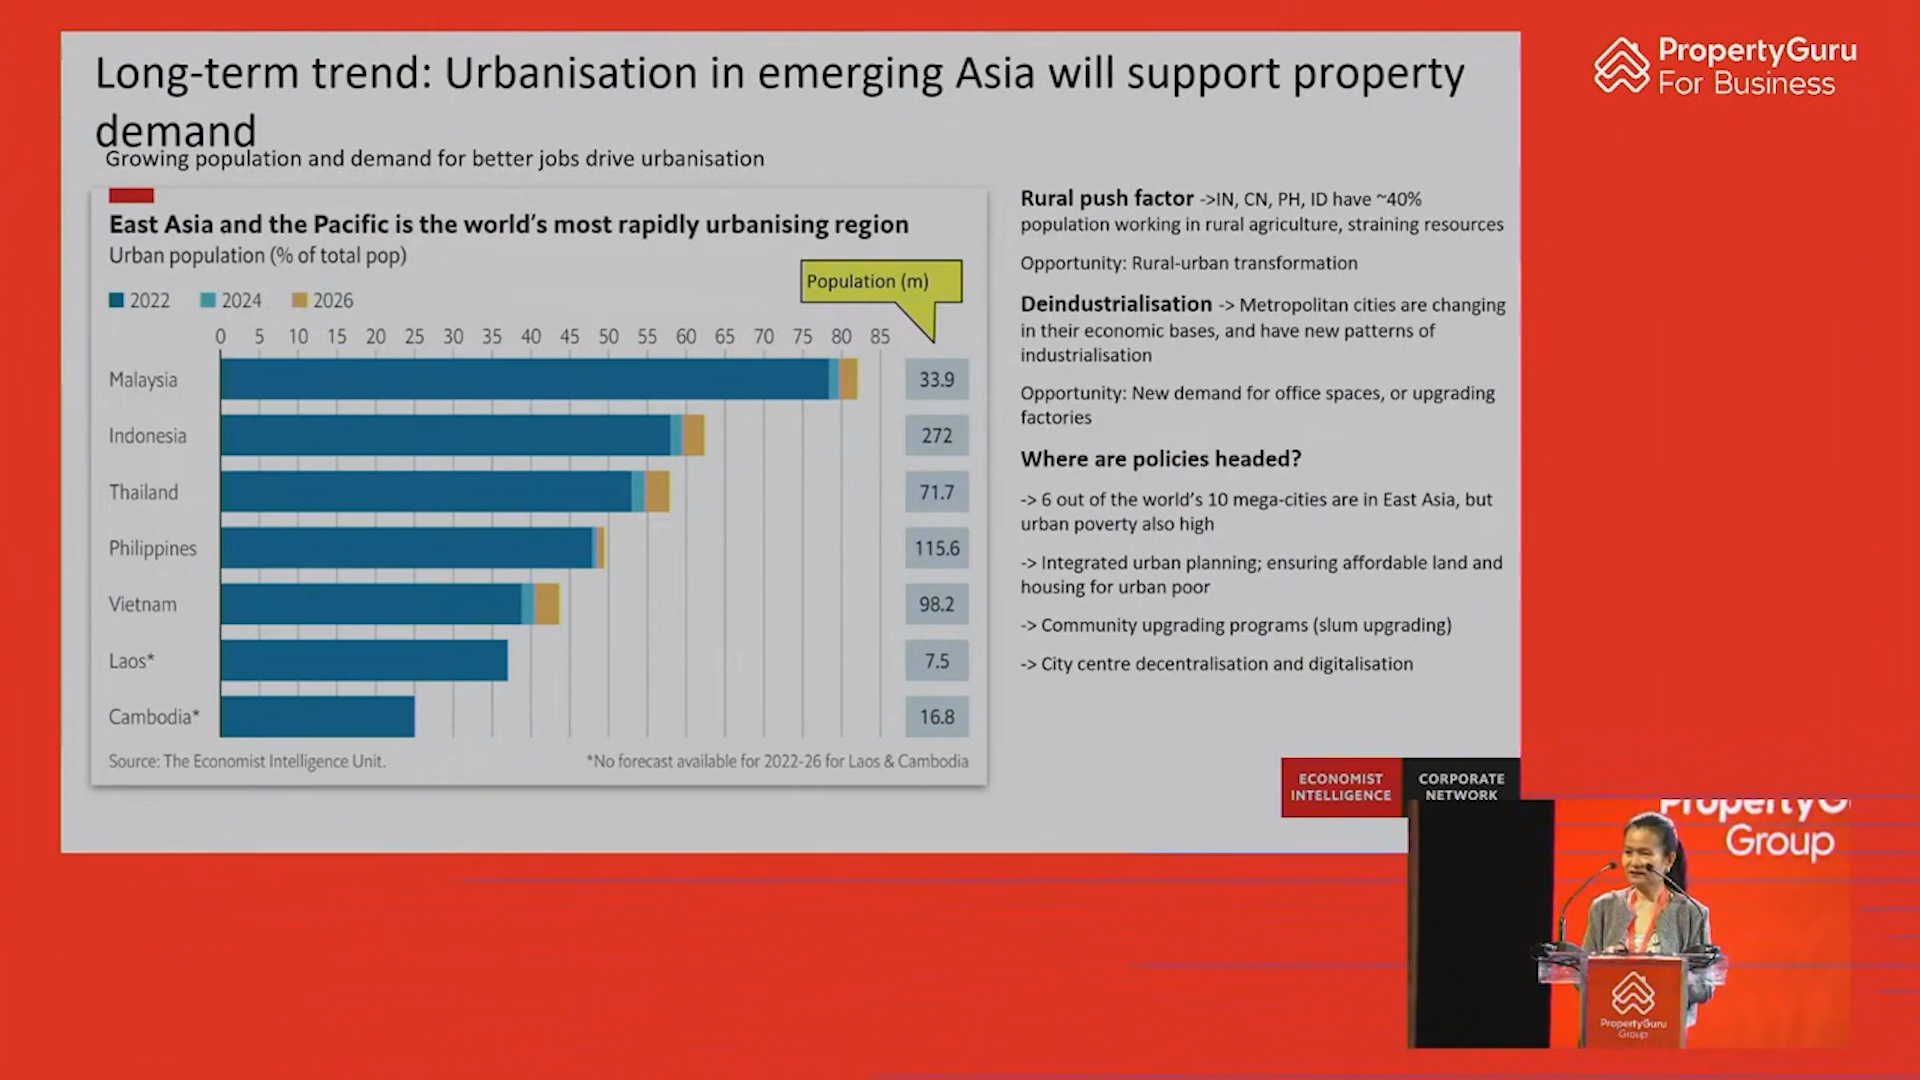 PropertyGuru
For Business
Long-term trend: Urbanisation in emerging Asia will support property
demand
Growing population and demand for better jobs drive urbanisation
East Asia and the Pacific is the world's most rapidly urbanising region
Urban population (% of total pop)
Population (m)
2022 2024 2026
0 5 10 15 20 25 30 35 40 45 50 55 60 65 70 75 80 85
Malaysia 33.9
Indonesia 272
Thailand 71.7
Philippines 115.6
Vietnam 98.2
Laos* 7.5
Cambodia* 16.8
Source: The Economist Intelligence Unit. *No forecast available for 2022-26 for Laos & Cambodia
Rural push factor ->IN, CN, PH, ID have ~40%
population working in rural agriculture, straining resources
Opportunity: Rural-urban transformation
Deindustrialisation -> Metropolitan cities are changing
in their economic bases, and have new patterns of
industrialisation
Opportunity: New demand for office spaces, or upgrading
factories
Where are policies headed?
-> 6 out of the world's 10 mega-cities are in East Asia, but
urban poverty also high
-> Integrated urban planning; ensuring affordable land and
housing for urban poor
-> Community upgrading programs (slum upgrading)
-> City centre decentralisation and digitalisation
ECONOMIST
INTELLIGENCE
CORPORATE
NETWORK
PropertyG
Group
PropertyGuru
Group